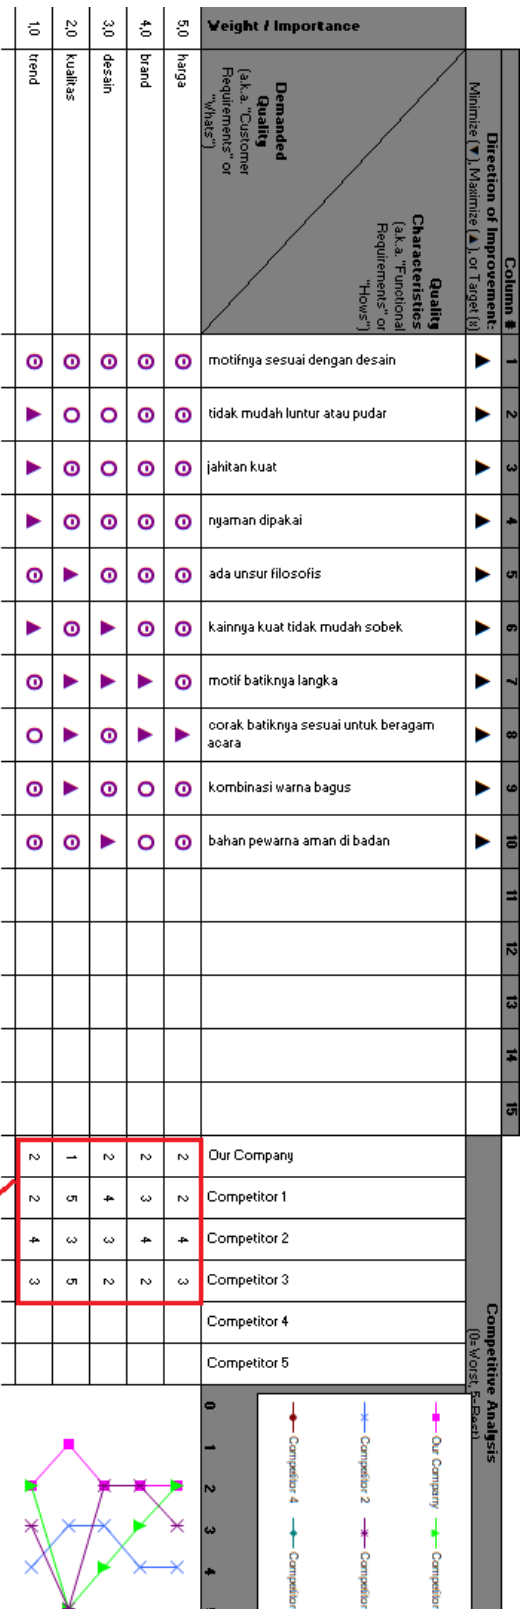 Column #
1
2
3
4
5
6
7
8
9
10
11
12
13
14
15
Direction of Improvement:
Minimize (▼), Maximize (▲), or Target (x)
▲
▲
▲
▲
▲
▲
▲
▲
▲
▲
Competitive Analysis
(0=Worst, 5=Best)
Weight / Importance
Demanded
Quality
(a.k.a. "Customer
Requirements" or
"Whats")
Quality
Characteristics
(a.k.a. "Functional
Requirements" or
"Hows")
motifnya sesuai dengan desain
tidak mudah luntur atau pudar
jahitan kuat
nyaman dipakai
ada unsur filosofis
kainnya kuat tidak mudah sobek
motif batiknya langka
corak batiknya sesuai untuk beragam
acara
kombinasi warna bagus
bahan pewarna aman di badan
Our Company
Competitor 1
Competitor 2
Competitor 3
Competitor 4
Competitor 5
0
1
2
3
4
Our Company
Competitor
Competitor 2
Competitor
Competitor 4
Competitor
5,0
harga
2
2
4
3
4,0
brand
2
3
4
2
3,0
desain
2
4
3
2
2,0
kualitas
1
5
3
5
1,0
trend
2
2
4
3